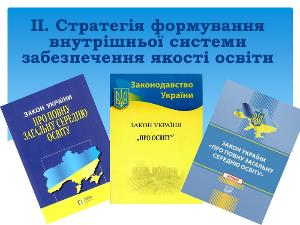 ІІ. Стратегія формування
внутрішньої системи
забезпечення якості освіти
ЗАКОН УКРАЇНИ
ПРО ПОВНУ
ЗАГАЛЬНУ СЕРЕДНЮ
ОСВІТУ
Законодавство
України
ЗАКОН УКРАЇНИ
„ПРО ОСВІТУ”
ЗАКОН УКРАЇНИ
«ПРО ПОВНУ ЗАГАЛЬНУ
СЕРЕДНЮ ОСВІТУ»